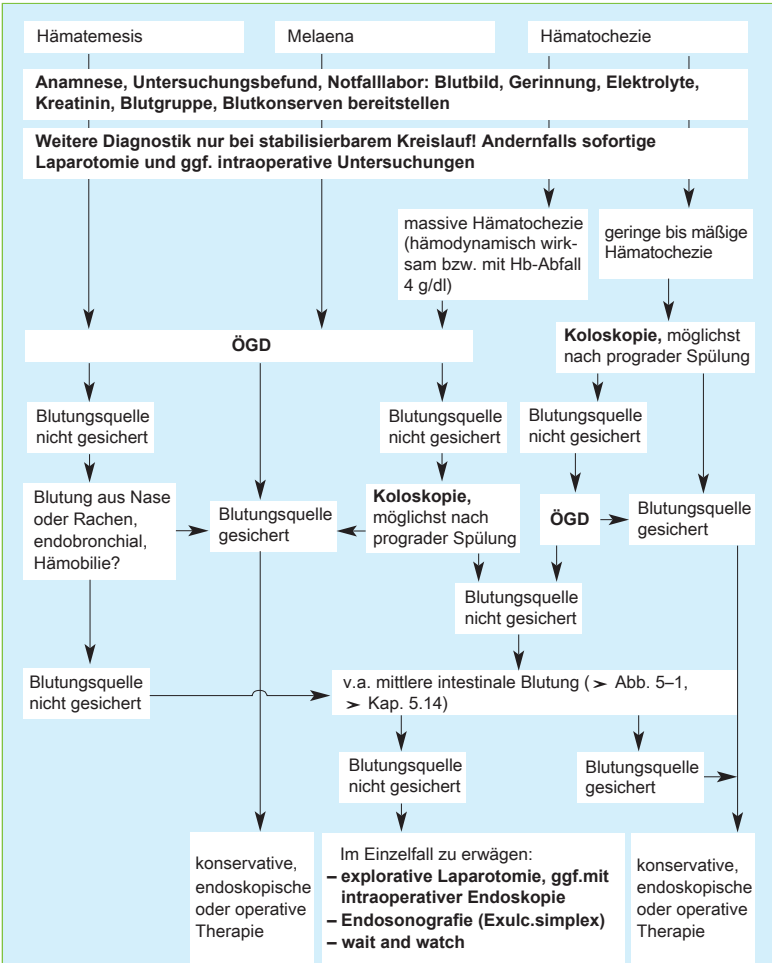 Hämatemesis
Melaena
Hämatochezie
Anamnese, Untersuchungsbefund, Notfalllabor: Blutbild, Gerinnung, Elektrolyte,
Kreatinin, Blutgruppe, Blutkonserven bereitstellen
Weitere Diagnostik nur bei stabilisierbarem Kreislauf! Andernfalls sofortige
Laparotomie und ggf. intraoperative Untersuchungen
massive Hämatochezie
(hämodynamisch wirk-
sam bzw. mit Hb-Abfall
4 g/dl)
geringe bis mäßige
Hämatochezie
ÖGD
Koloskopie, möglichst
nach prograder Spülung
Blutungsquelle
nicht gesichert
Blutungsquelle
nicht gesichert
Blutungsquelle
nicht gesichert
Blutung aus Nase
oder Rachen,
endobronchial,
Hämobilie?
Blutungsquelle
gesichert
Koloskopie,
möglichst nach
prograder Spülung
ÖGD
Blutungsquelle
gesichert
Blutungsquelle
nicht gesichert
Blutungsquelle
nicht gesichert
v.a. mittlere intestinale Blutung (➢ Abb. 5–1,
➢ Kap. 5.14)
Blutungsquelle
nicht gesichert
Blutungsquelle
gesichert
konservative,
endoskopische
oder operative
Therapie
Im Einzelfall zu erwägen:
– explorative Laparotomie, ggf.mit
intraoperativer Endoskopie
– Endosonografie (Exulc.simplex)
– wait and watch
konservative,
endoskopische
oder operative
Therapie